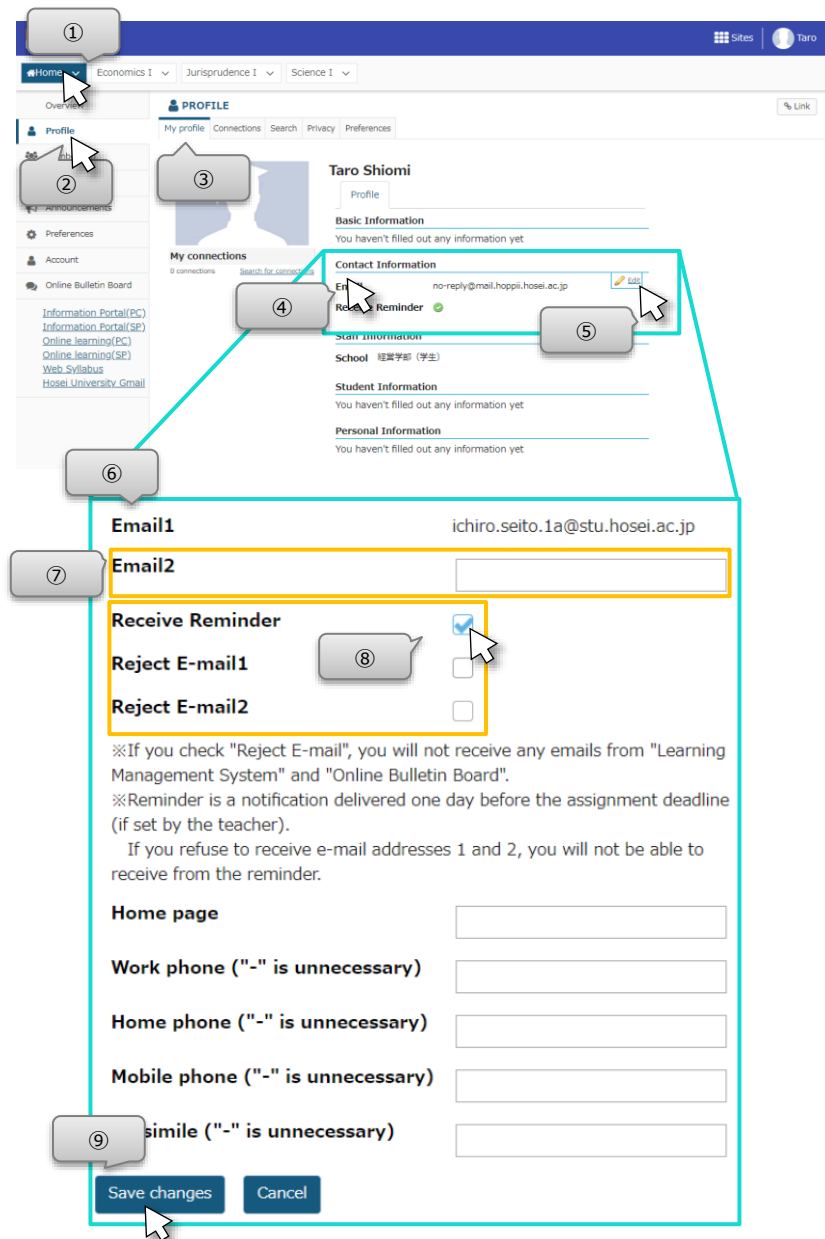 ①
Sites
Taro
Home
Economics I
Jurisprudence I
Science I
Overview
PROFILE
Link
Profile
My profile Connections Search Privacy Preferences
②
③
Taro Shiomi
Profile
Announcements
Basic Information
You haven't filled out any information yet
Preferences
My connections
0 connections Search for connections
Contact Information
Account
no-reply@mail.hoppii.hosei.ac.jp
Edit
④
Reminder
⑤
Online Bulletin Board
Information Portal(PC)
Information Portal(SP)
Online learning(PC)
Online learning(SP)
Web Syllabus
Hosei University Gmail
Staff Information
School 経営学部（学生）
Student Information
You haven't filled out any information yet
Personal Information
You haven't filled out any information yet
⑥
Email1 ichiro.seito.1a@stu.hosei.ac.jp
⑦
Email2
Receive Reminder
⑧
Reject E-mail1
Reject E-mail2
※If you check "Reject E-mail", you will not receive any emails from "Learning
Management System" and "Online Bulletin Board".
※Reminder is a notification delivered one day before the assignment deadline
(if set by the teacher).
If you refuse to receive e-mail addresses 1 and 2, you will not be able to
receive from the reminder.
Home page
Work phone ("-" is unnecessary)
Home phone ("-" is unnecessary)
Mobile phone ("-" is unnecessary)
⑨
simile ("-" is unnecessary)
Save changes
Cancel